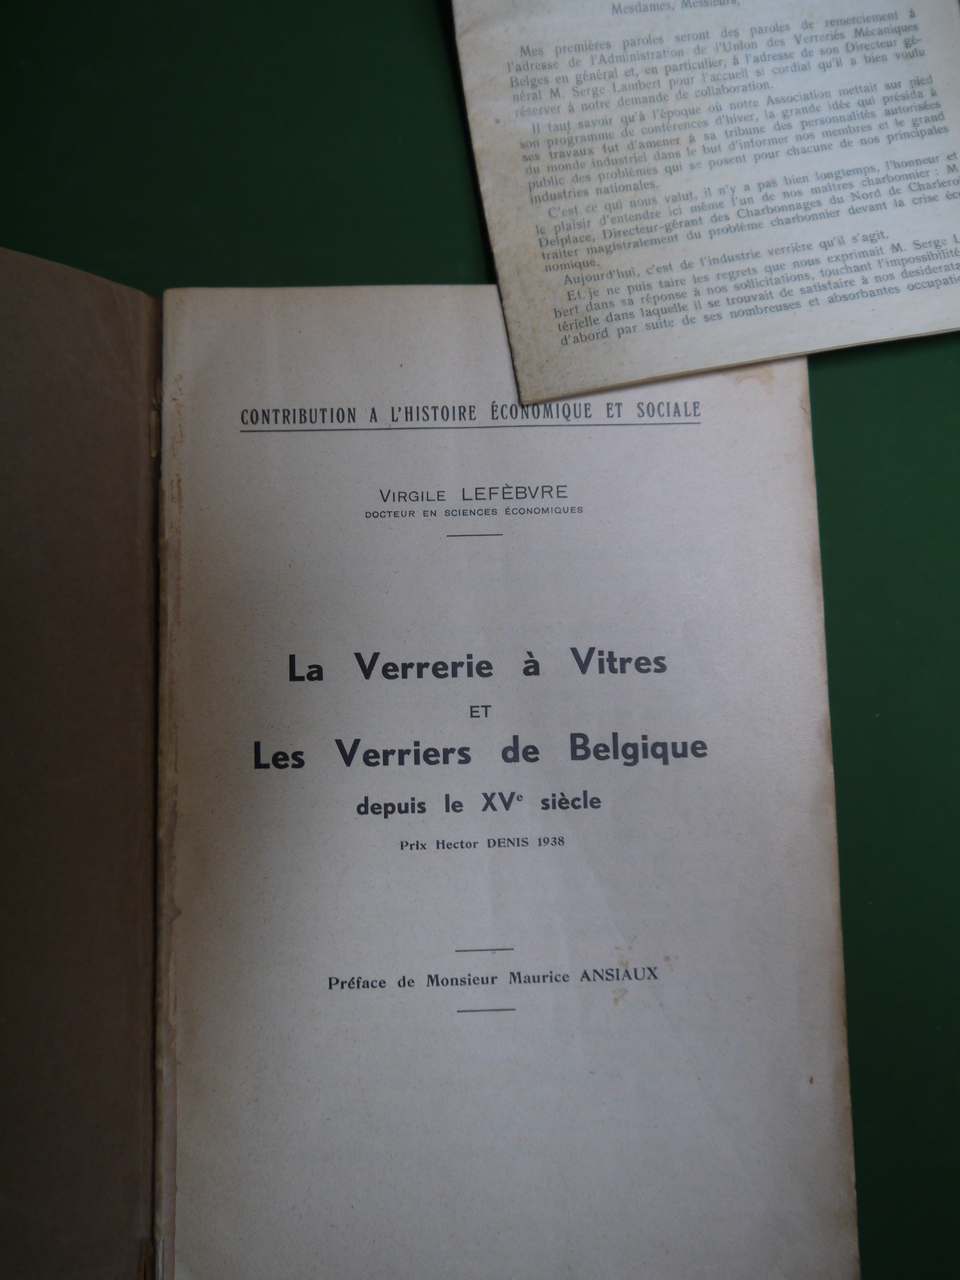 Mesdames, Messieurs,
Mes premières paroles seront des paroles de remerciement à
l'adresse de l'Administration de l'Union des Verreries Mécaniques
Belges en général et, en particulier, à l'adresse de son Directeur gé-
néral M. Serge Lambert pour l'accueil si cordial qu'il a bien voulu
réserver à notre demande de collaboration.
Il faut savoir qu'à l'époque où notre Association mettait sur pied
son programme de conférences d'hiver, la grande idée qui présida à
ses travaux fut d'amener à sa tribune des personnalités autorisées
du monde industriel dans le but d'informer nos membres et le grand
public des problèmes qui se posent pour chacune de nos principales
industries nationales.
C'est ce qui nous valut, il n'y a pas bien longtemps, l'honneur et
le plaisir d'entendre ici même l'un de nos maîtres charbonnier : M.
Delplace, Directeur-gérant des Charbonnages du Nord de Charleroi
traiter magistralement du problème charbonnier devant la crise éco
nomique.
Aujourd'hui, c'est de l'industrie verrière qu'il s'agit.
Et je ne puis taire les regrets que nous exprimait M. Serge L
bert dans sa réponse à nos sollicitations, touchant l'impossibilité
térielle dans laquelle il se trouvait de satisfaire à nos desiderata
d'abord par suite de ses nombreuses et absorbantes occupatio
CONTRIBUTION A L'HISTOIRE ÉCONOMIQUE ET SOCIALE
VIRGILE LEFÈBVRE
DOCTEUR EN SCIENCES ÉCONOMIQUES
La Verrerie à Vitres
ET
Les Verriers de Belgique
depuis le XVe siècle
Prix Hector DENIS 1938
Préface de Monsieur Maurice ANSIAUX